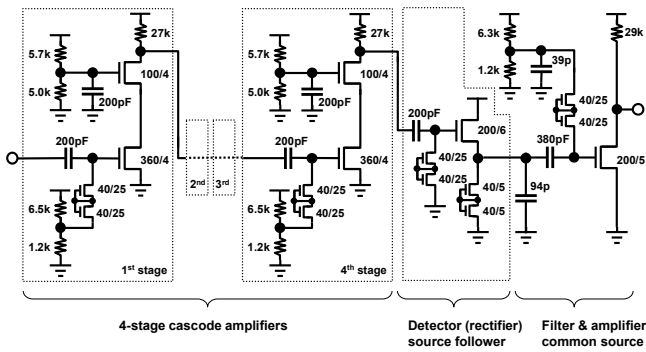 27k
5.7k
100/4
5.0k
200pF
200pF
360/4
40/25
6.5k
40/25
1.2k
1st stage
2nd
3rd
27k
5.7k
100/4
5.0k
200pF
200pF
360/4
40/25
6.5k
40/25
1.2k
4th stage
200pF
200/6
40/25
40/25
40/5
40/5
94p
6.3k
1.2k
39p
40/25
40/25
380pF
29k
200/5
4-stage cascode amplifiers
Detector (rectifier)
source follower
Filter & amplifier
common source